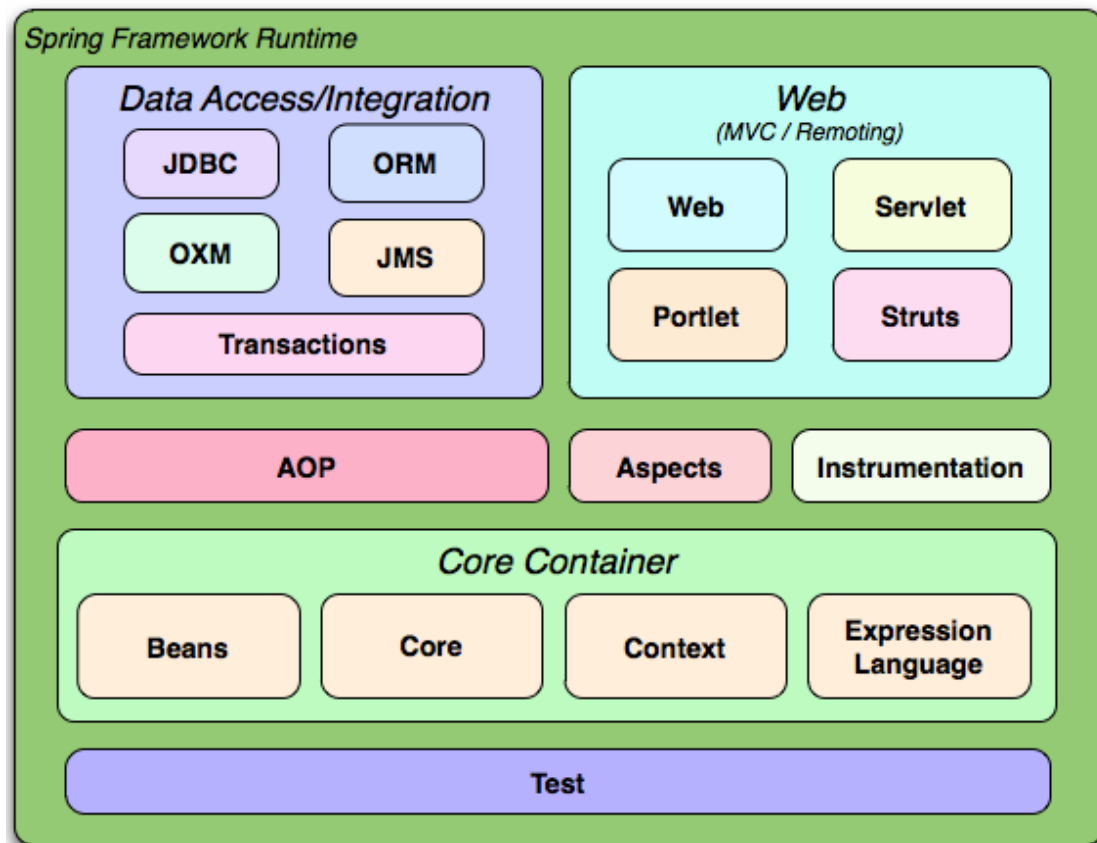 Spring Framework Runtime
Data Access/Integration
JDBC
ORM
OXM
JMS
Transactions
Web
(MVC / Remoting)
Web
Servlet
Portlet
Struts
AOP
Aspects
Instrumentation
Core Container
Beans
Core
Context
Expression
Language
Test